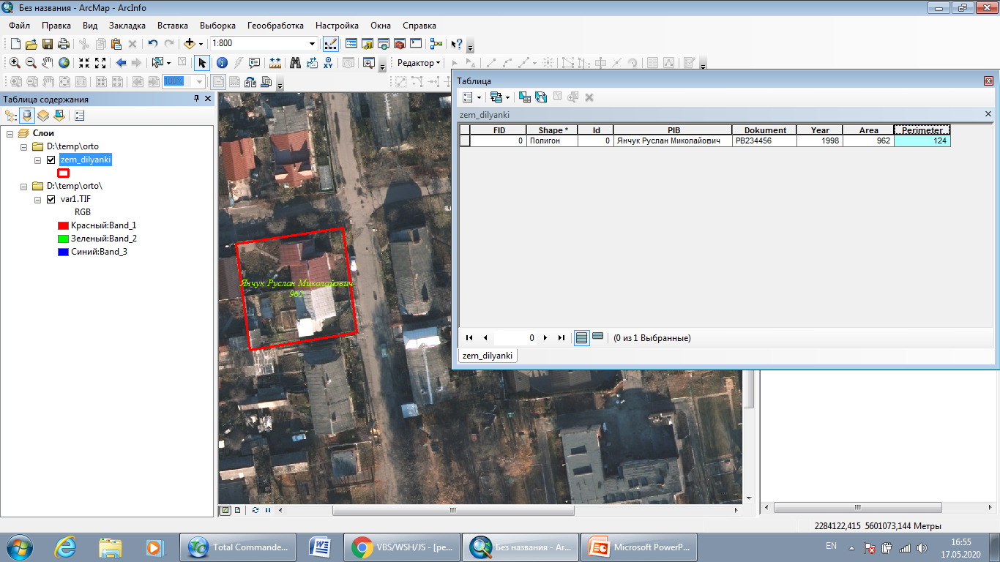 Без названия - ArcMap - ArcInfo
Файл Правка Вид Закладка Вставка Выборка Геообработка Настройка Окна Справка
1:800
Редактор
100%
Таблица содержания
Слои
D:\temp\orto
zem_dilyanki
D:\temp\orto\
var1.TIF
RGB
Красный:Band_1
Зеленый:Band_2
Синий:Band_3
Янчук Руслан Миколайович
962
Таблица
zem_dilyanki
FID Shape * Id PIB Dokument Year Area Perimeter
0 Полигон 0 Янчук Руслан Миколайович PB234456 1998 962 124
0 (0 из 1 Выбранные)
zem_dilyanki
2284122,415 5601073,144 Метры
Total Commande... VBS/WSH/JS - [ре... Без названия - Ar... Microsoft PowerP... EN 16:55
17.05.2020